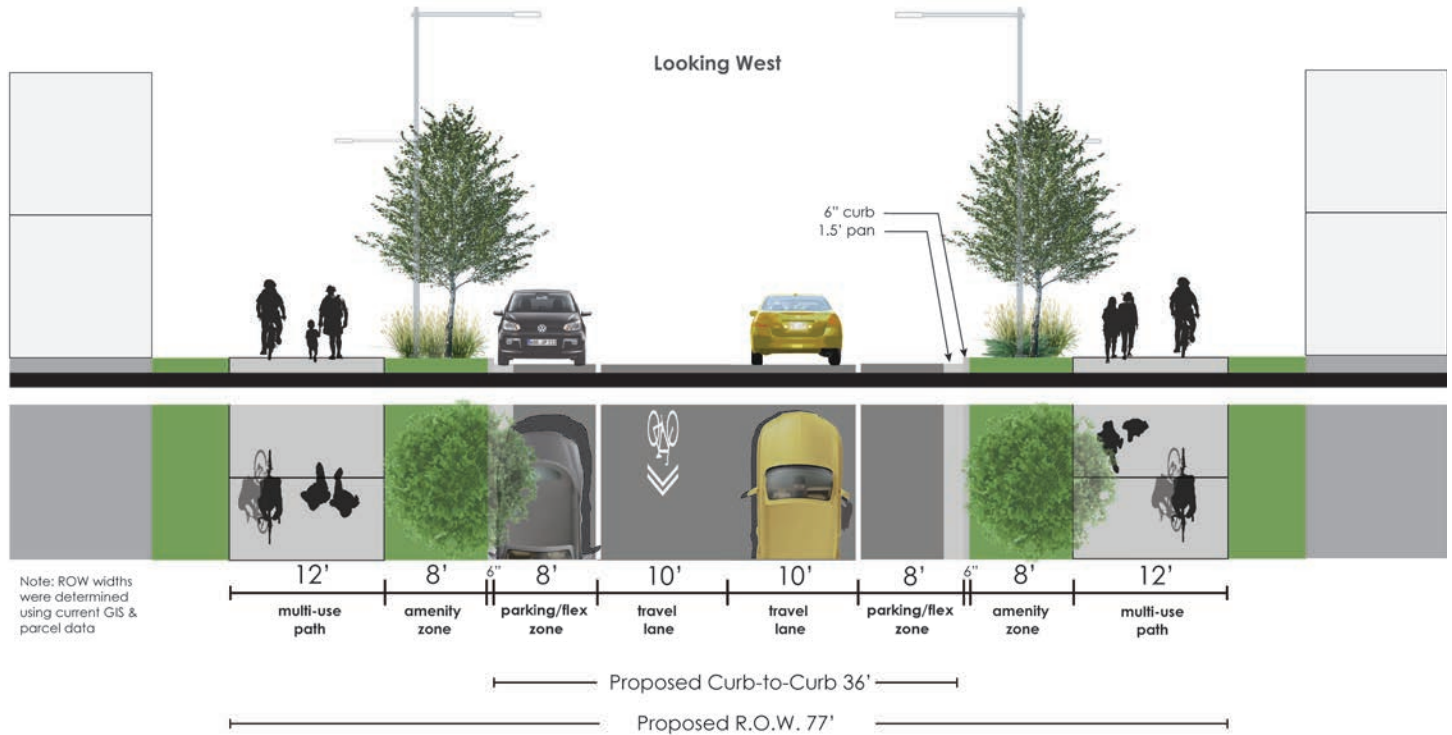 Looking West
6" curb
1.5' pan
Note: ROW widths
were determined
using current GIS &
parcel data
12' 8' 6" 8' 10' 10' 8' 6" 8' 12'
multi-use
path
amenity
zone
parking/flex
zone
travel
lane
travel
lane
parking/flex
zone
amenity
zone
multi-use
path
Proposed Curb-to-Curb 36'
Proposed R.O.W. 77'